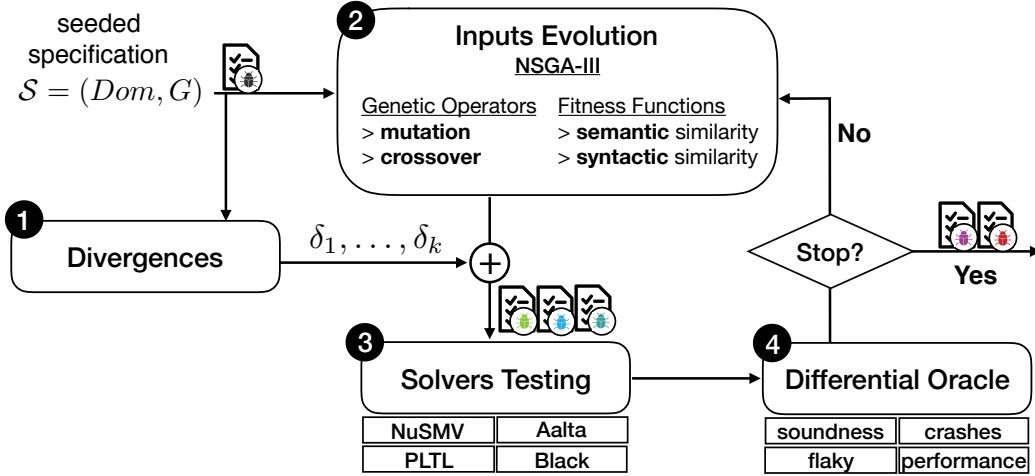 seeded
specification
S = (Dom, G)
2
Inputs Evolution
NSGA-III
Genetic Operators
> mutation
> crossover
Fitness Functions
> semantic similarity
> syntactic similarity
No
1
Divergences
δ₁, . . . , δₖ
+
Stop?
Yes
3
Solvers Testing
NuSMV
Aalta
PLTL
Black
4
Differential Oracle
soundness
crashes
flaky
performance